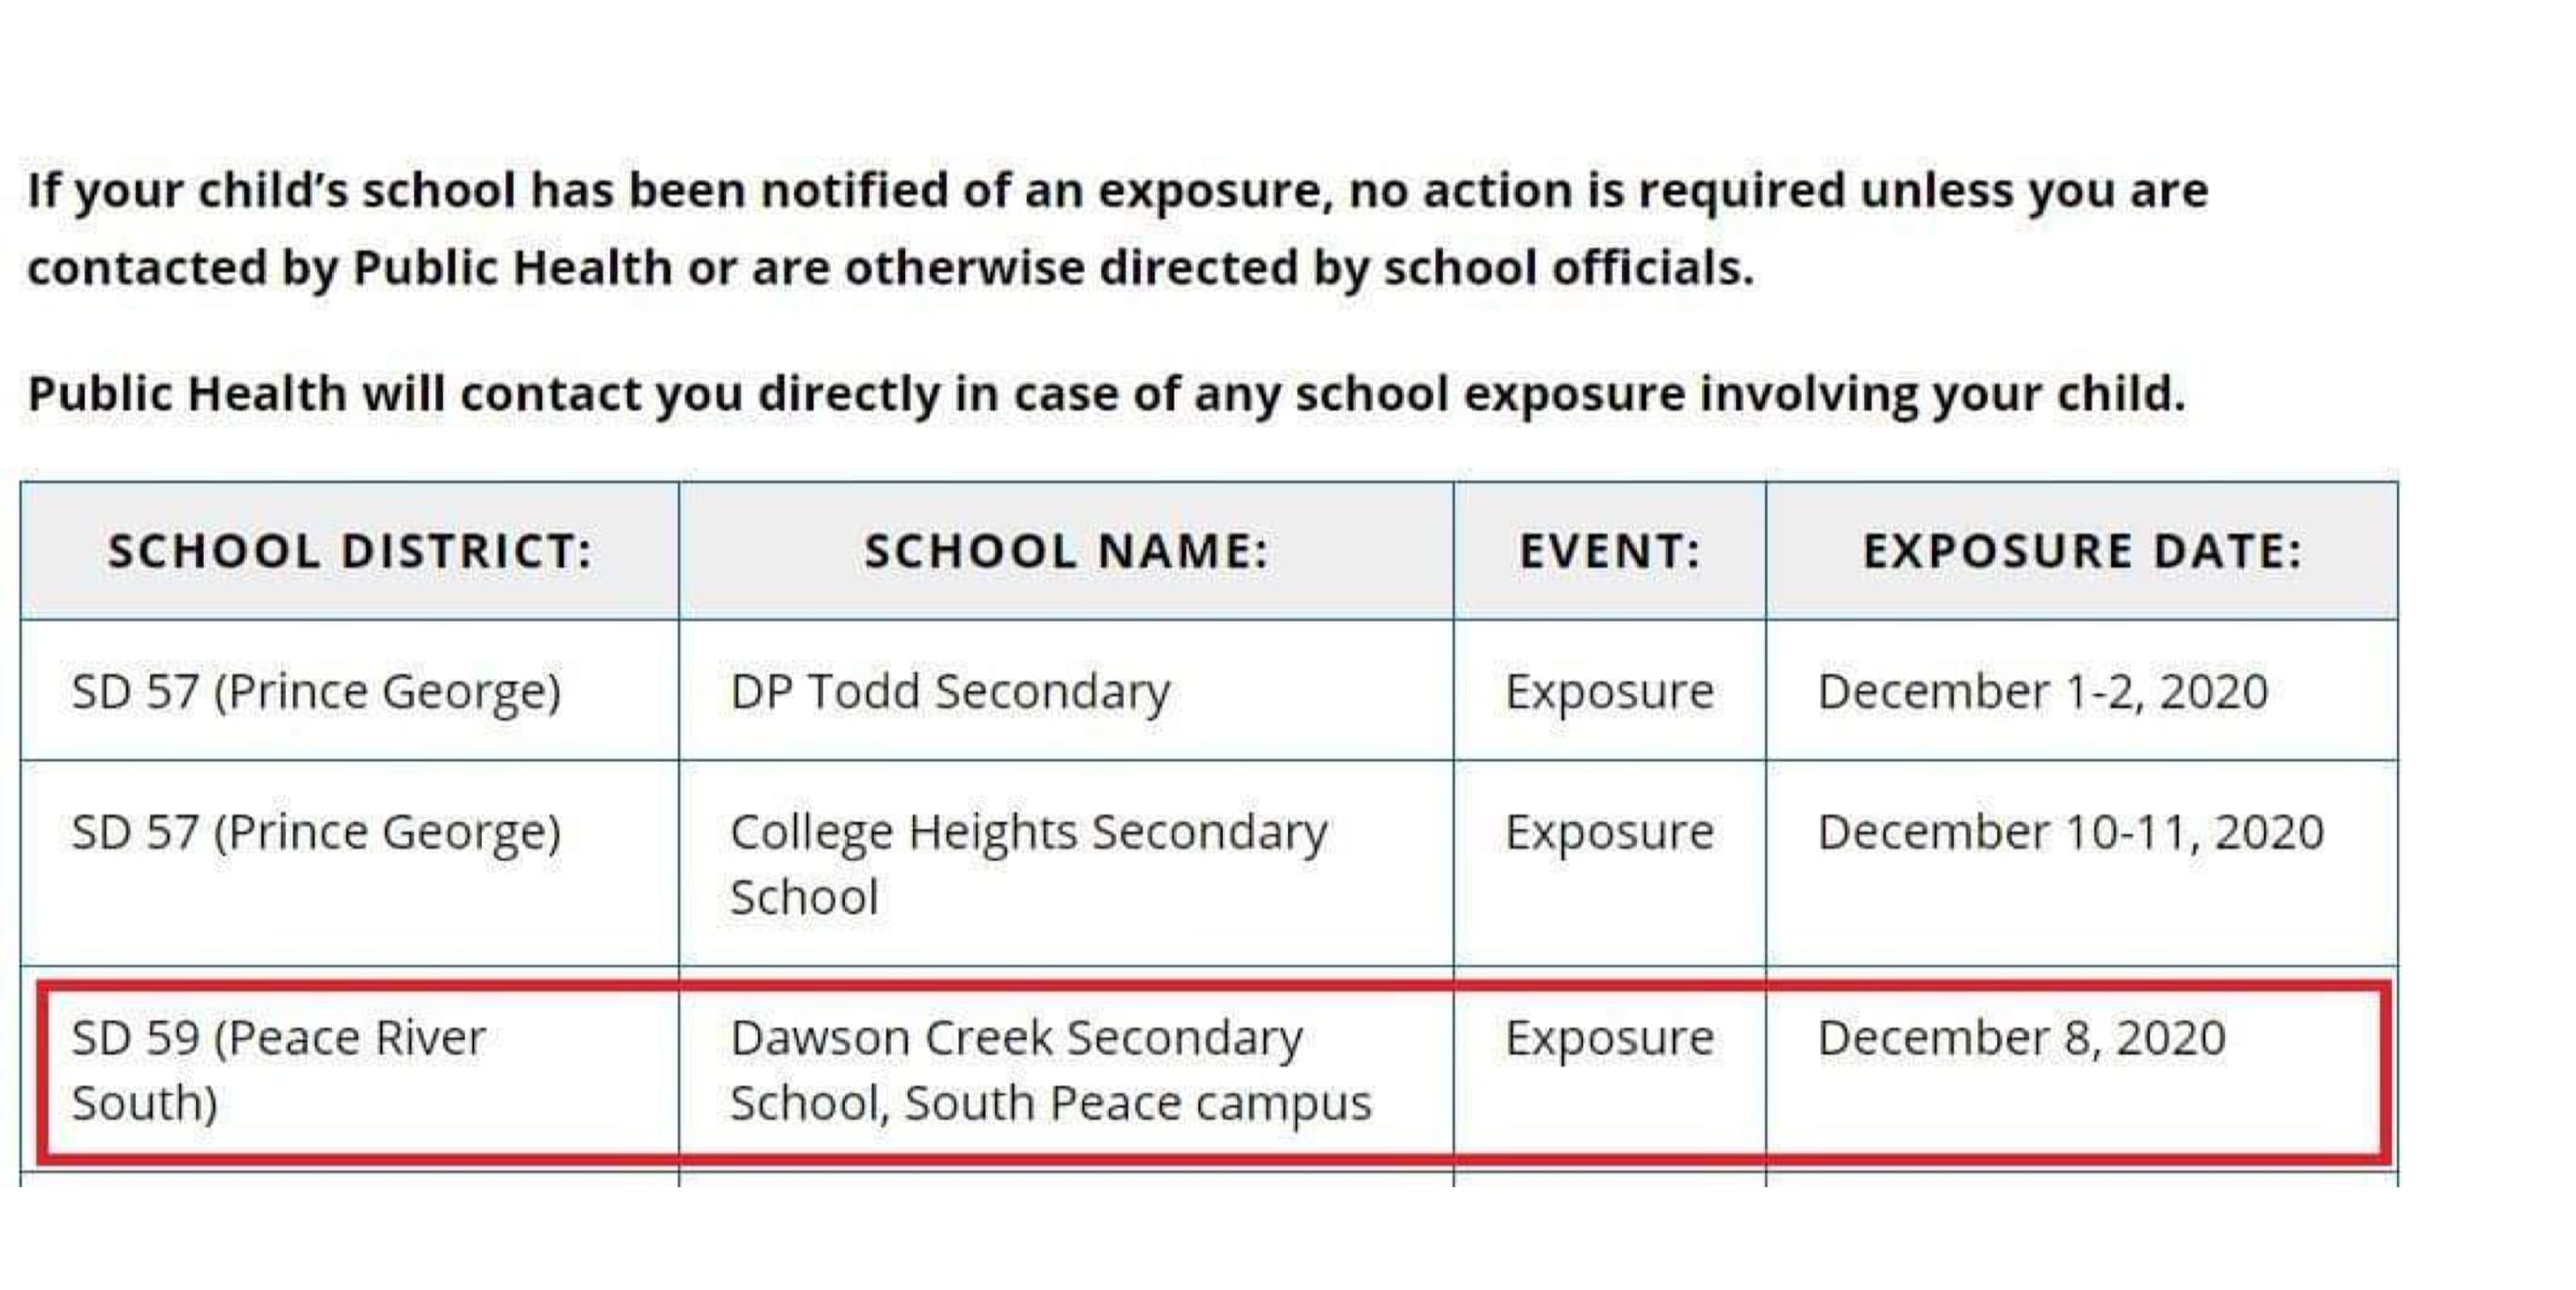 If your child’s school has been notified of an exposure, no action is required unless you are
contacted by Public Health or are otherwise directed by school officials.
Public Health will contact you directly in case of any school exposure involving your child.
SCHOOL DISTRICT: SCHOOL NAME: EVENT: EXPOSURE DATE:
SD 57 (Prince George) DP Todd Secondary Exposure December 1-2, 2020
SD 57 (Prince George) College Heights Secondary Exposure December 10-11, 2020
School
SD 59 (Peace River Dawson Creek Secondary Exposure December 8, 2020
South) School, South Peace campus